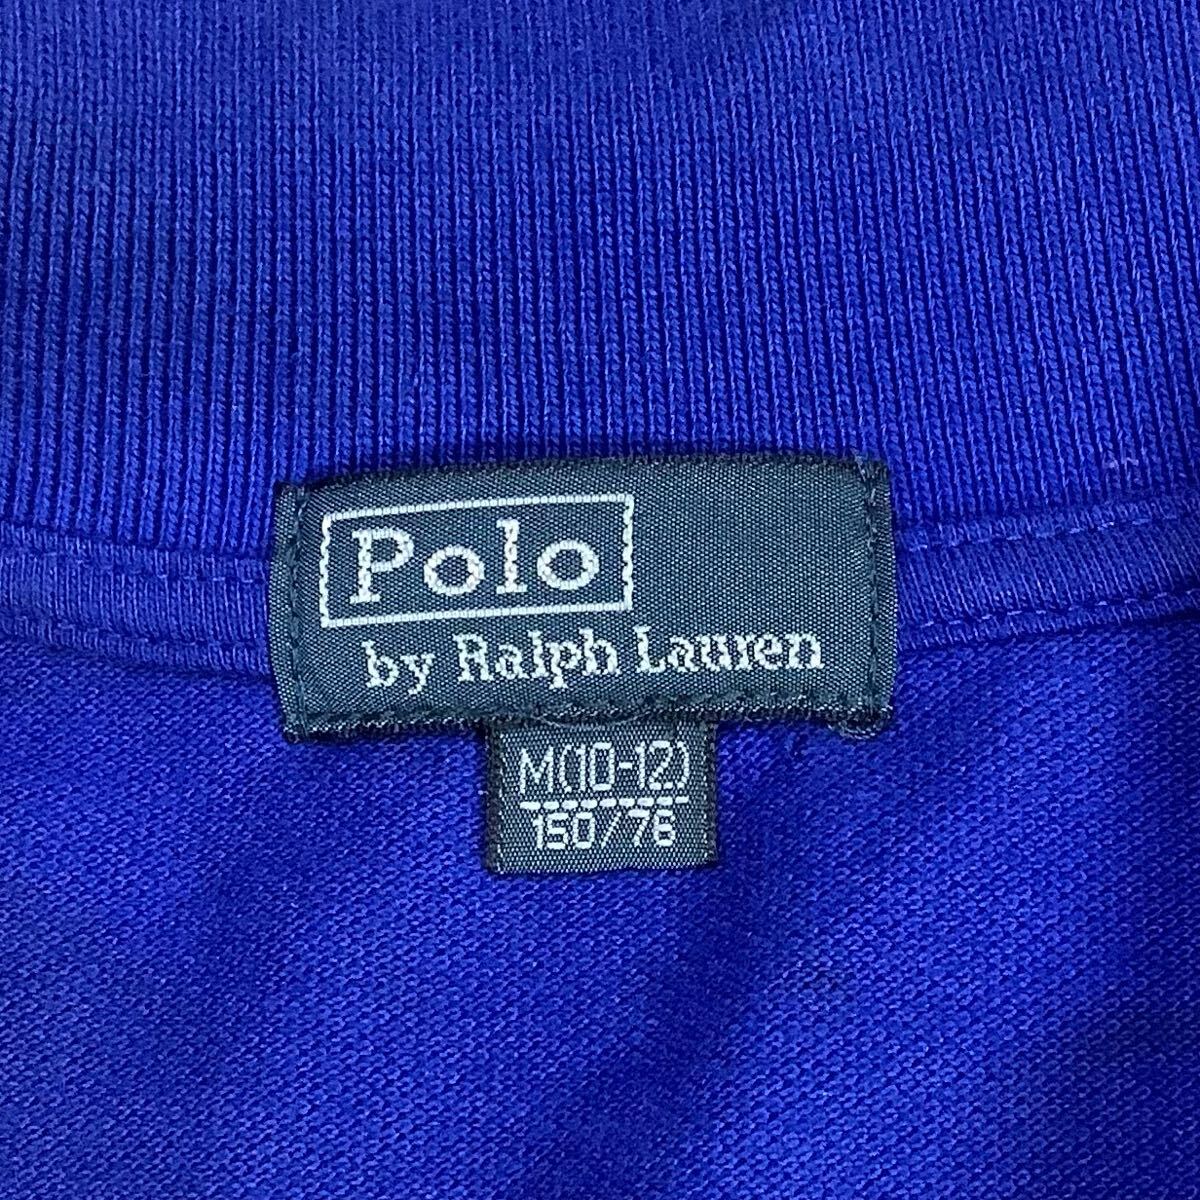 Polo
by Ralph Lauren
M(10-12)
150/76